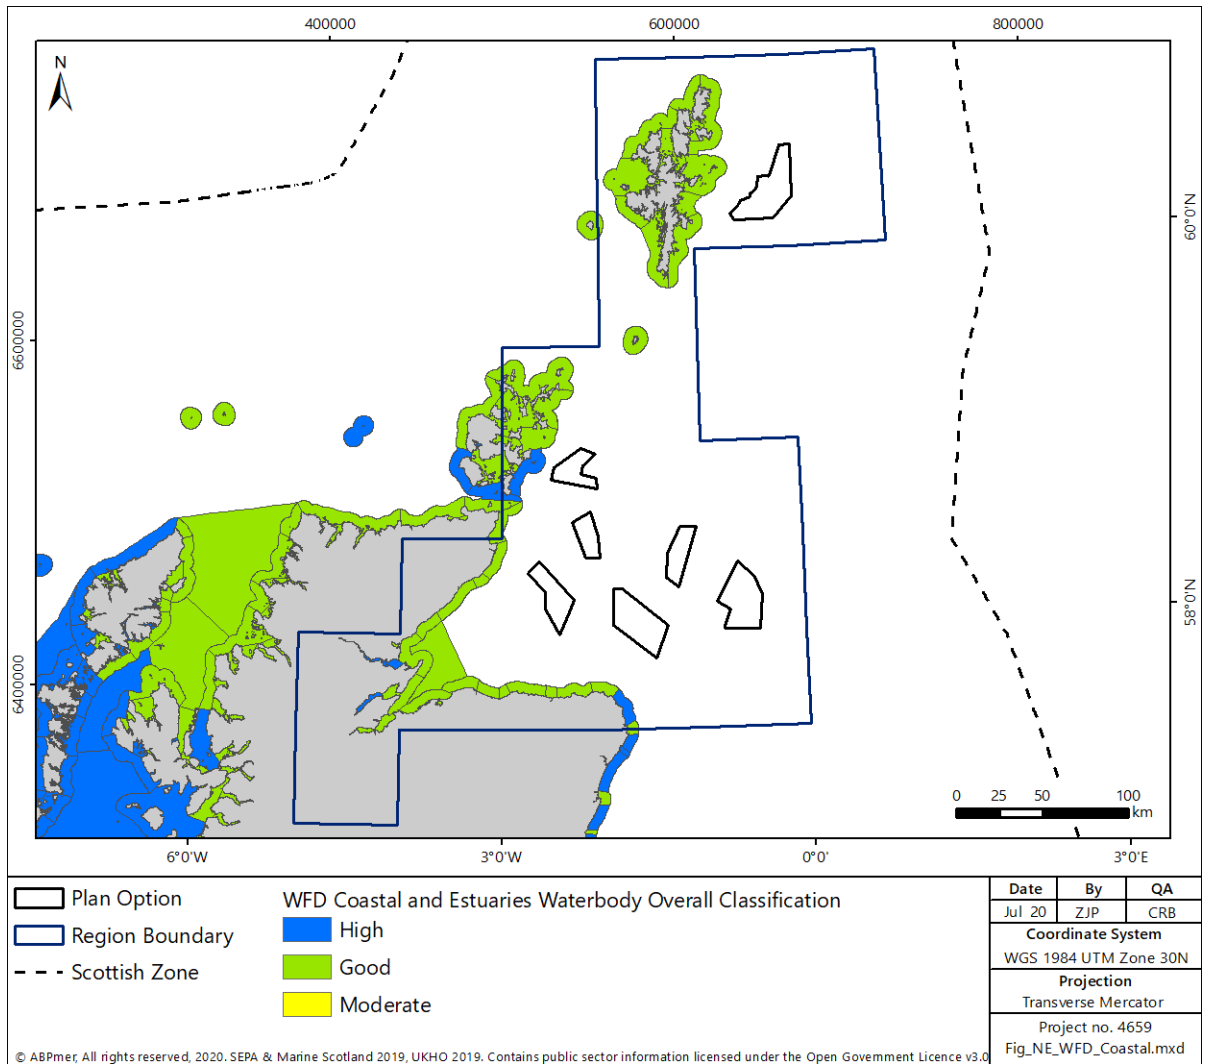 400000
600000
800000
N
60°0'N
6600000
58°0'N
6400000
0
25
50
100
km
6°0'W
3°0'W
0°0'
3°0'E
Plan Option
Region Boundary
Scottish Zone
WFD Coastal and Estuaries Waterbody Overall Classification
High
Good
Moderate
Date By QA
Jul 20 ZJP CRB
Coordinate System
WGS 1984 UTM Zone 30N
Projection
Transverse Mercator
Project no. 4659
Fig_NE_WFD_Coastal.mxd
© ABPmer, All rights reserved, 2020. SEPA & Marine Scotland 2019, UKHO 2019. Contains public sector information licensed under the Open Government Licence v3.0